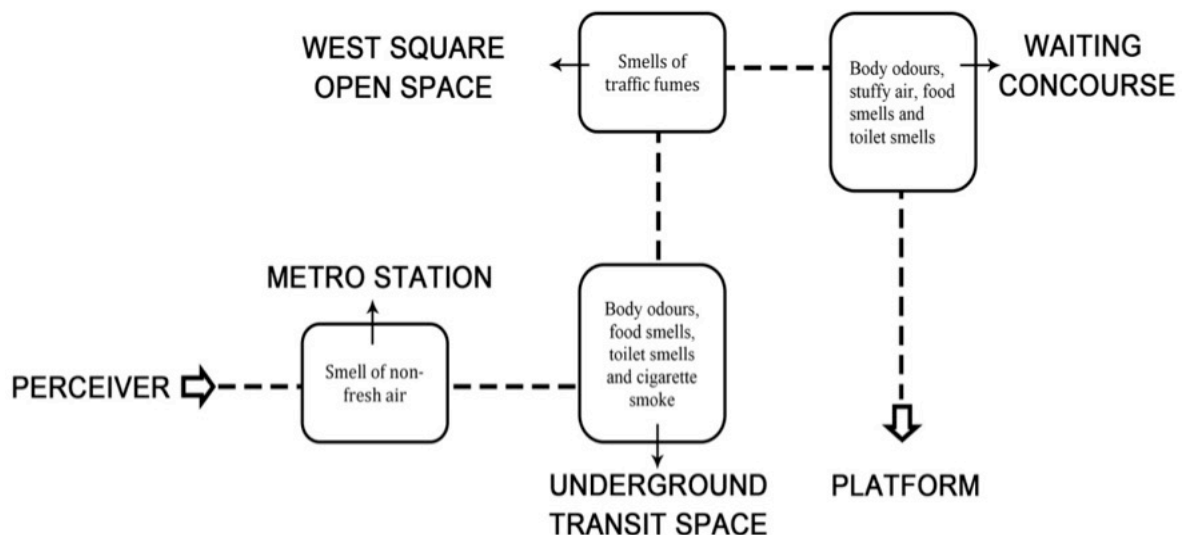 WEST SQUARE
OPEN SPACE
Smells of
traffic fumes
Body odours,
stuffy air, food
smells and
toilet smells
WAITING
CONCOURSE
METRO STATION
PERCEIVER
Smell of non-
fresh air
Body odours,
food smells,
toilet smells
and cigarette
smoke
UNDERGROUND
TRANSIT SPACE
PLATFORM